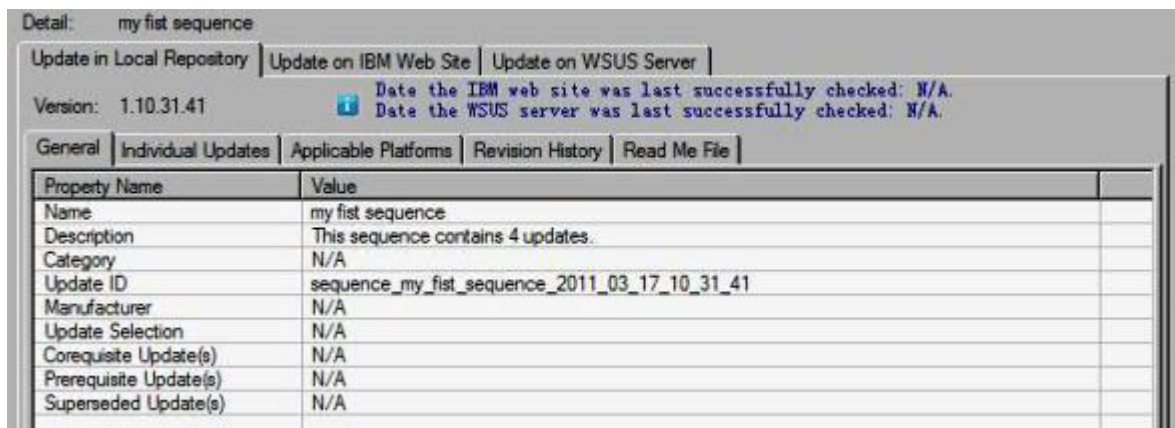 Detail: my fist sequence
Update in Local Repository Update on IBM Web Site Update on WSUS Server
Version: 1.10.31.41
Date the IBM web site was last successfully checked: N/A.
Date the WSUS server was last successfully checked: N/A.
General Individual Updates Applicable Platforms Revision History Read Me File
Property Name Value
Name my fist sequence
Description This sequence contains 4 updates.
Category N/A
Update ID sequence_my_fist_sequence_2011_03_17_10_31_41
Manufacturer N/A
Update Selection N/A
Corequisite Update(s) N/A
Prerequisite Update(s) N/A
Superseded Update(s) N/A